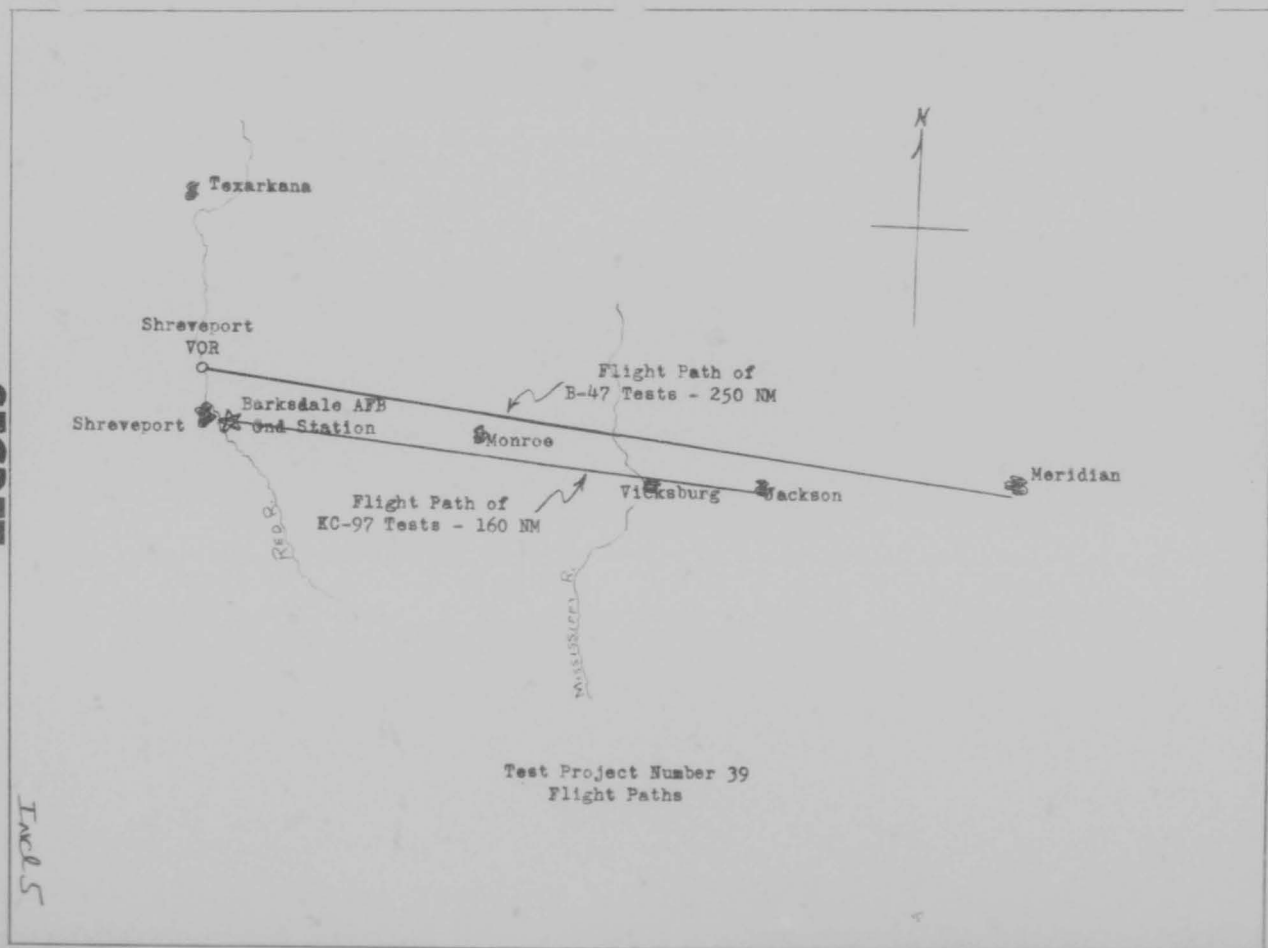 N
Texarkana
Shreveport
VOR
Flight Path of
B-47 Tests - 250 NM
Barksdale AFB
Gnd Station
Shreveport
Monroe
Meridian
Vicksburg
Jackson
Flight Path of
KC-97 Tests - 160 NM
RED R.
MISSISSIPPI R.
Test Project Number 39
Flight Paths
Incl 5